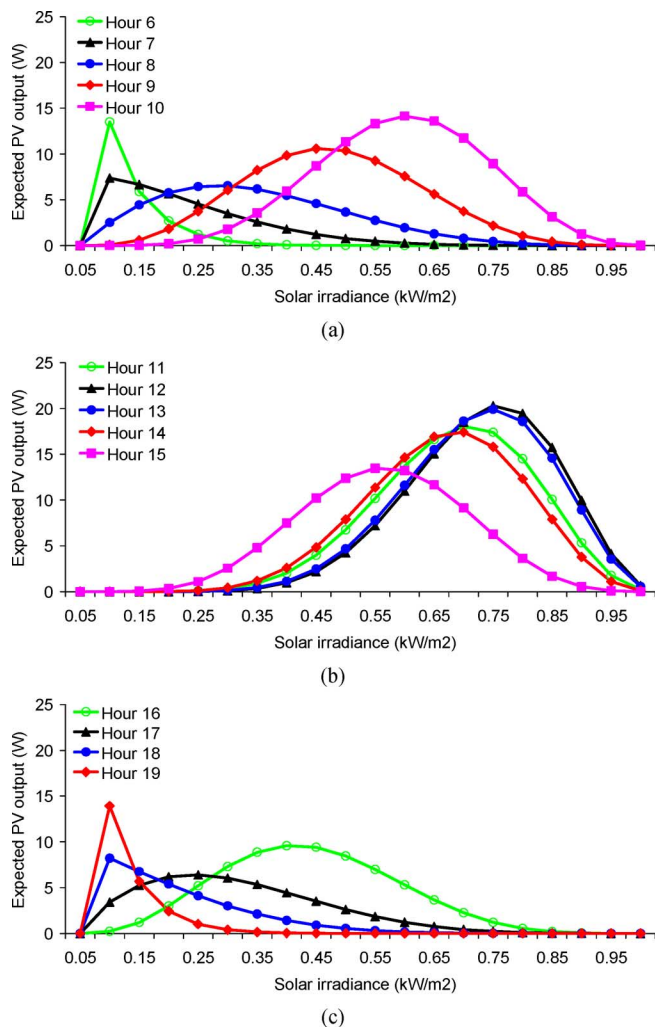 25
20
15
10
5
0
Expected PV output (W)
Hour 6
Hour 7
Hour 8
Hour 9
Hour 10
0.05 0.15 0.25 0.35 0.45 0.55 0.65 0.75 0.85 0.95
Solar irradiance (kW/m2)
(a)
25
20
15
10
5
0
Expected PV output (W)
Hour 11
Hour 12
Hour 13
Hour 14
Hour 15
0.05 0.15 0.25 0.35 0.45 0.55 0.65 0.75 0.85 0.95
Solar irradiance (kW/m2)
(b)
25
20
15
10
5
0
Expected PV output (W)
Hour 16
Hour 17
Hour 18
Hour 19
0.05 0.15 0.25 0.35 0.45 0.55 0.65 0.75 0.85 0.95
Solar irradiance (kW/m2)
(c)